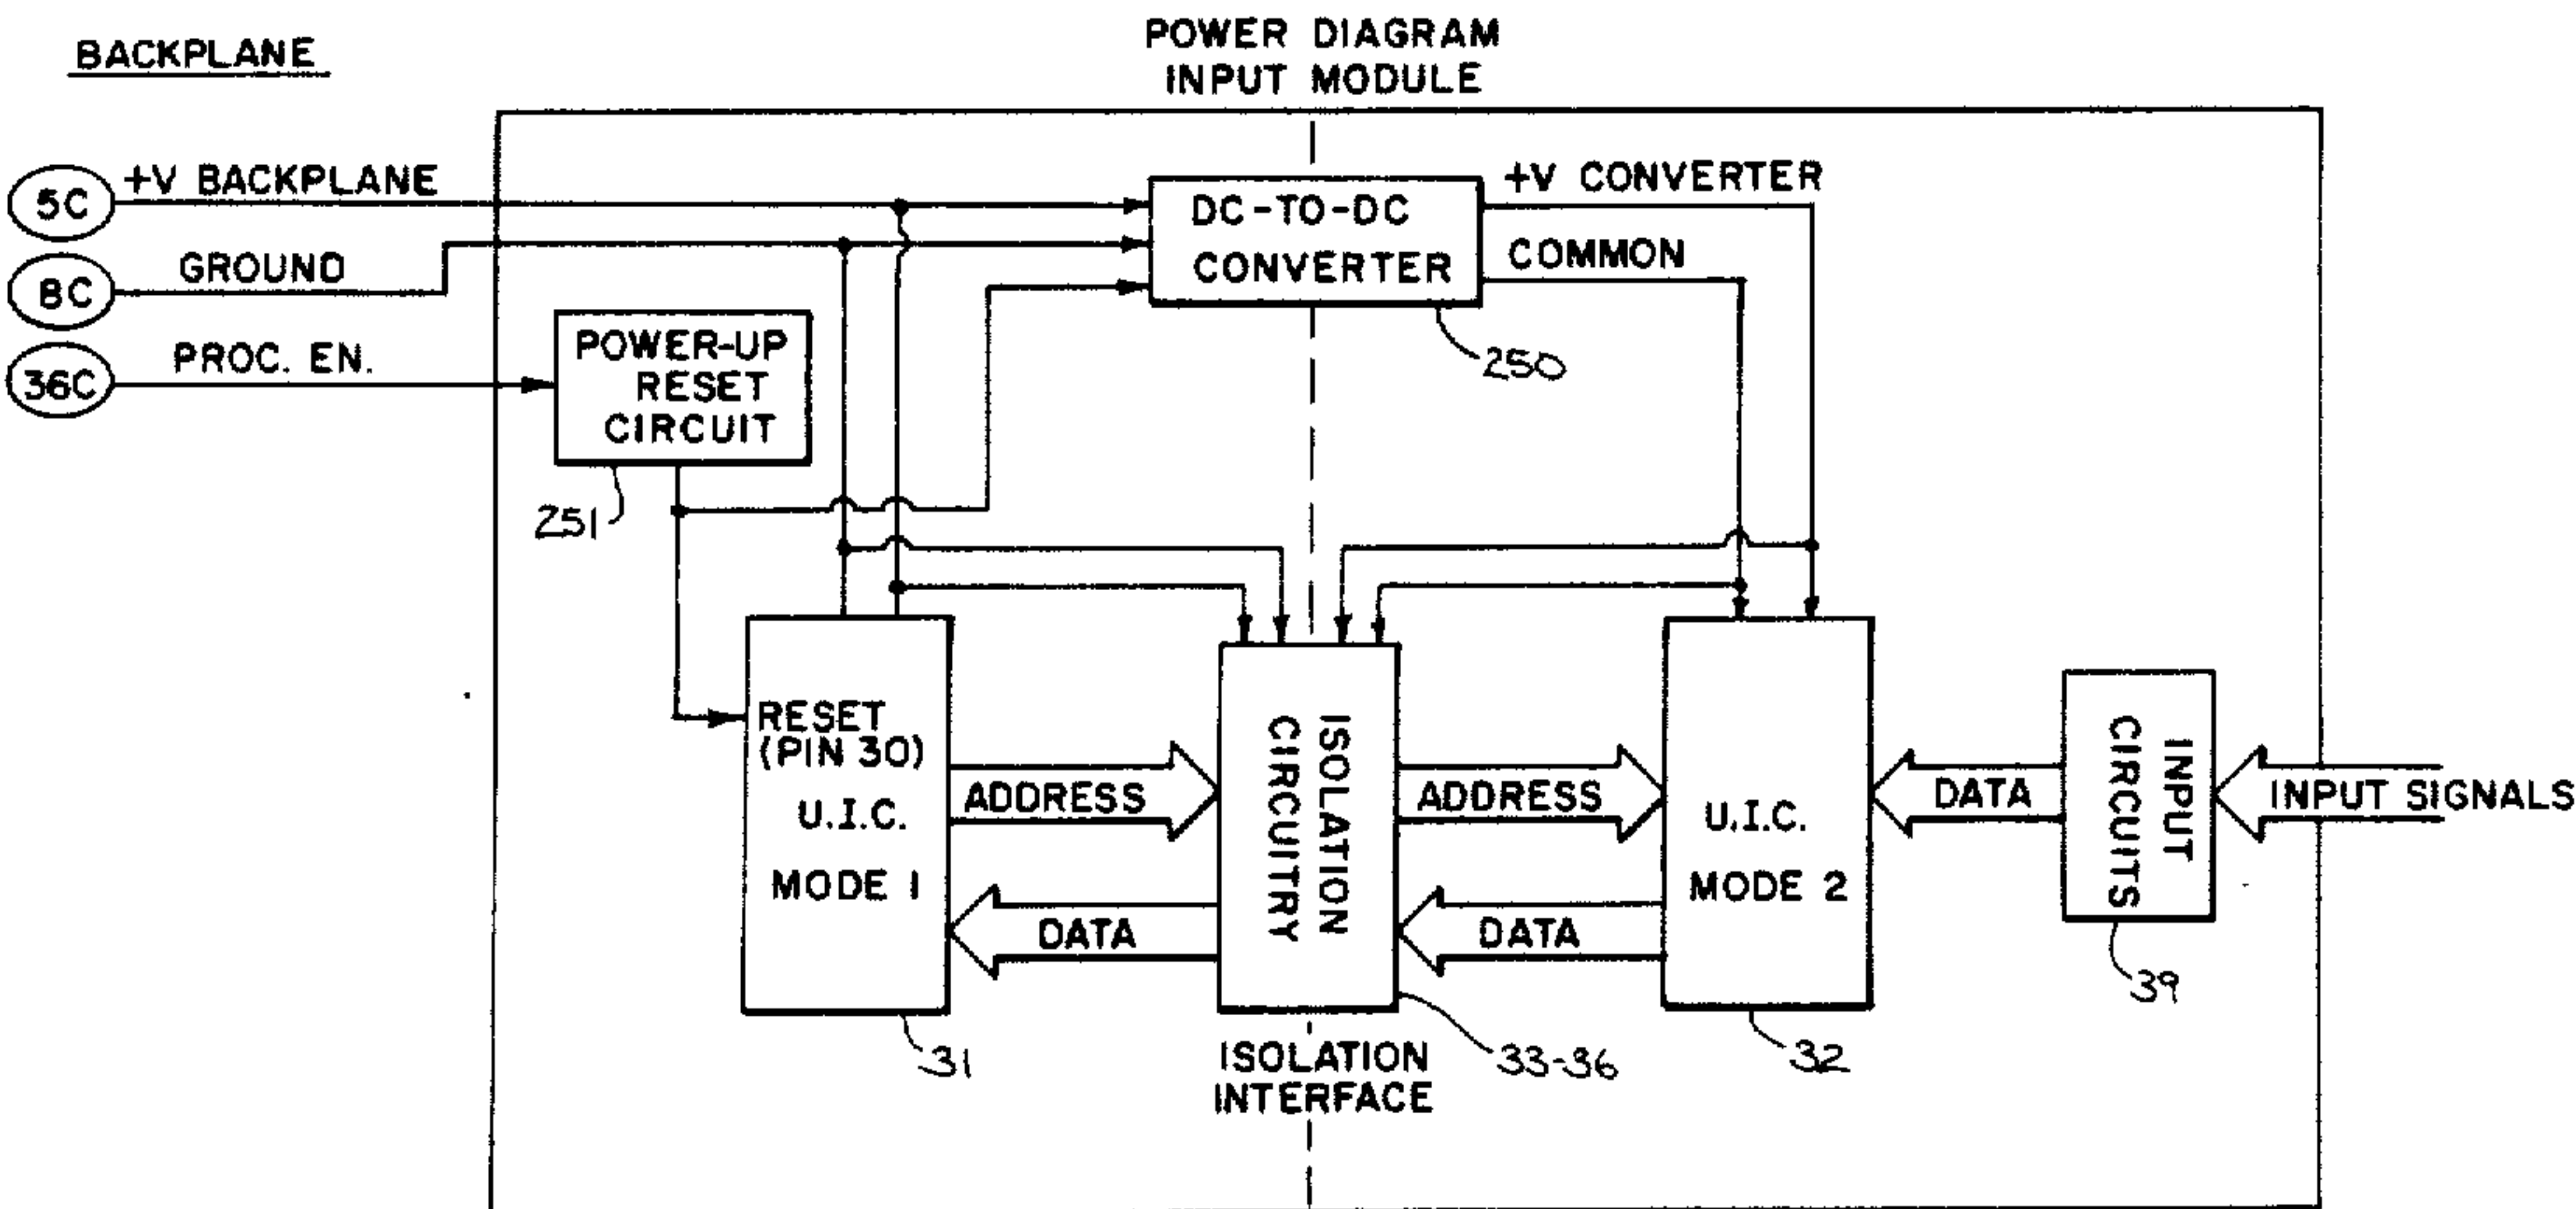 BACKPLANE
POWER DIAGRAM
INPUT MODULE
5C
+V BACKPLANE
8C
GROUND
36C
PROC. EN.
POWER-UP
RESET
CIRCUIT
251
DC-TO-DC
CONVERTER
250
+V CONVERTER
COMMON
RESET
(PIN 30)
U.I.C.
MODE 1
31
ADDRESS
DATA
ISOLATION
CIRCUITRY
33-36
ISOLATION
INTERFACE
ADDRESS
DATA
U.I.C.
MODE 2
32
DATA
INPUT
CIRCUITS
39
INPUT SIGNALS